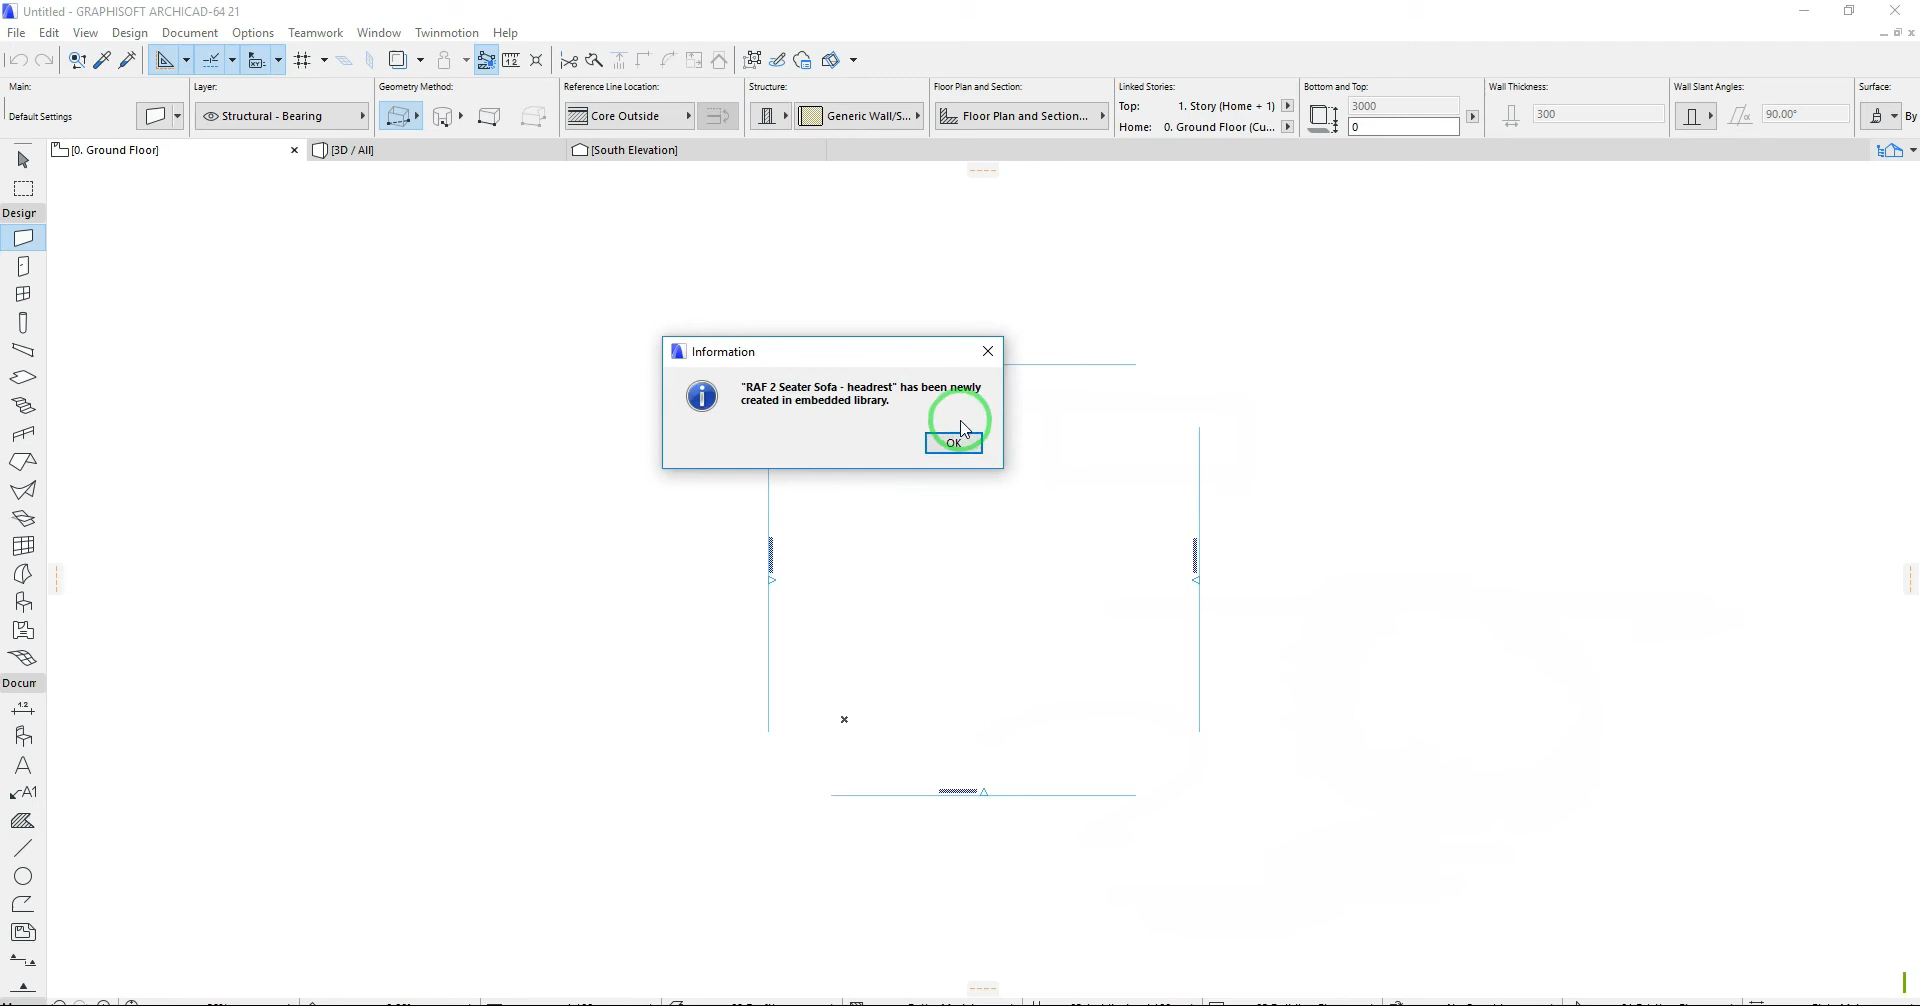 Untitled - GRAPHISOFT ARCHICAD-64 21
File Edit View Design Document Options Teamwork Window Twinmotion Help
Main: Layer: Geometry Method: Reference Line Location: Structure: Floor Plan and Section: Linked Stories: Bottom and Top: Wall Thickness: Wall Slant Angles: Surface:
Top: 1. Story (Home + 1) 3000
Default Settings Structural - Bearing Core Outside Generic Wall/S... Floor Plan and Section... 300 90.00° By
Home: 0. Ground Floor (Cu... 0
[0. Ground Floor] [3D / All] [South Elevation]
Design
Information
"RAF 2 Seater Sofa - headrest" has been newly
created in embedded library.
OK
Docum
1.2
A
A1